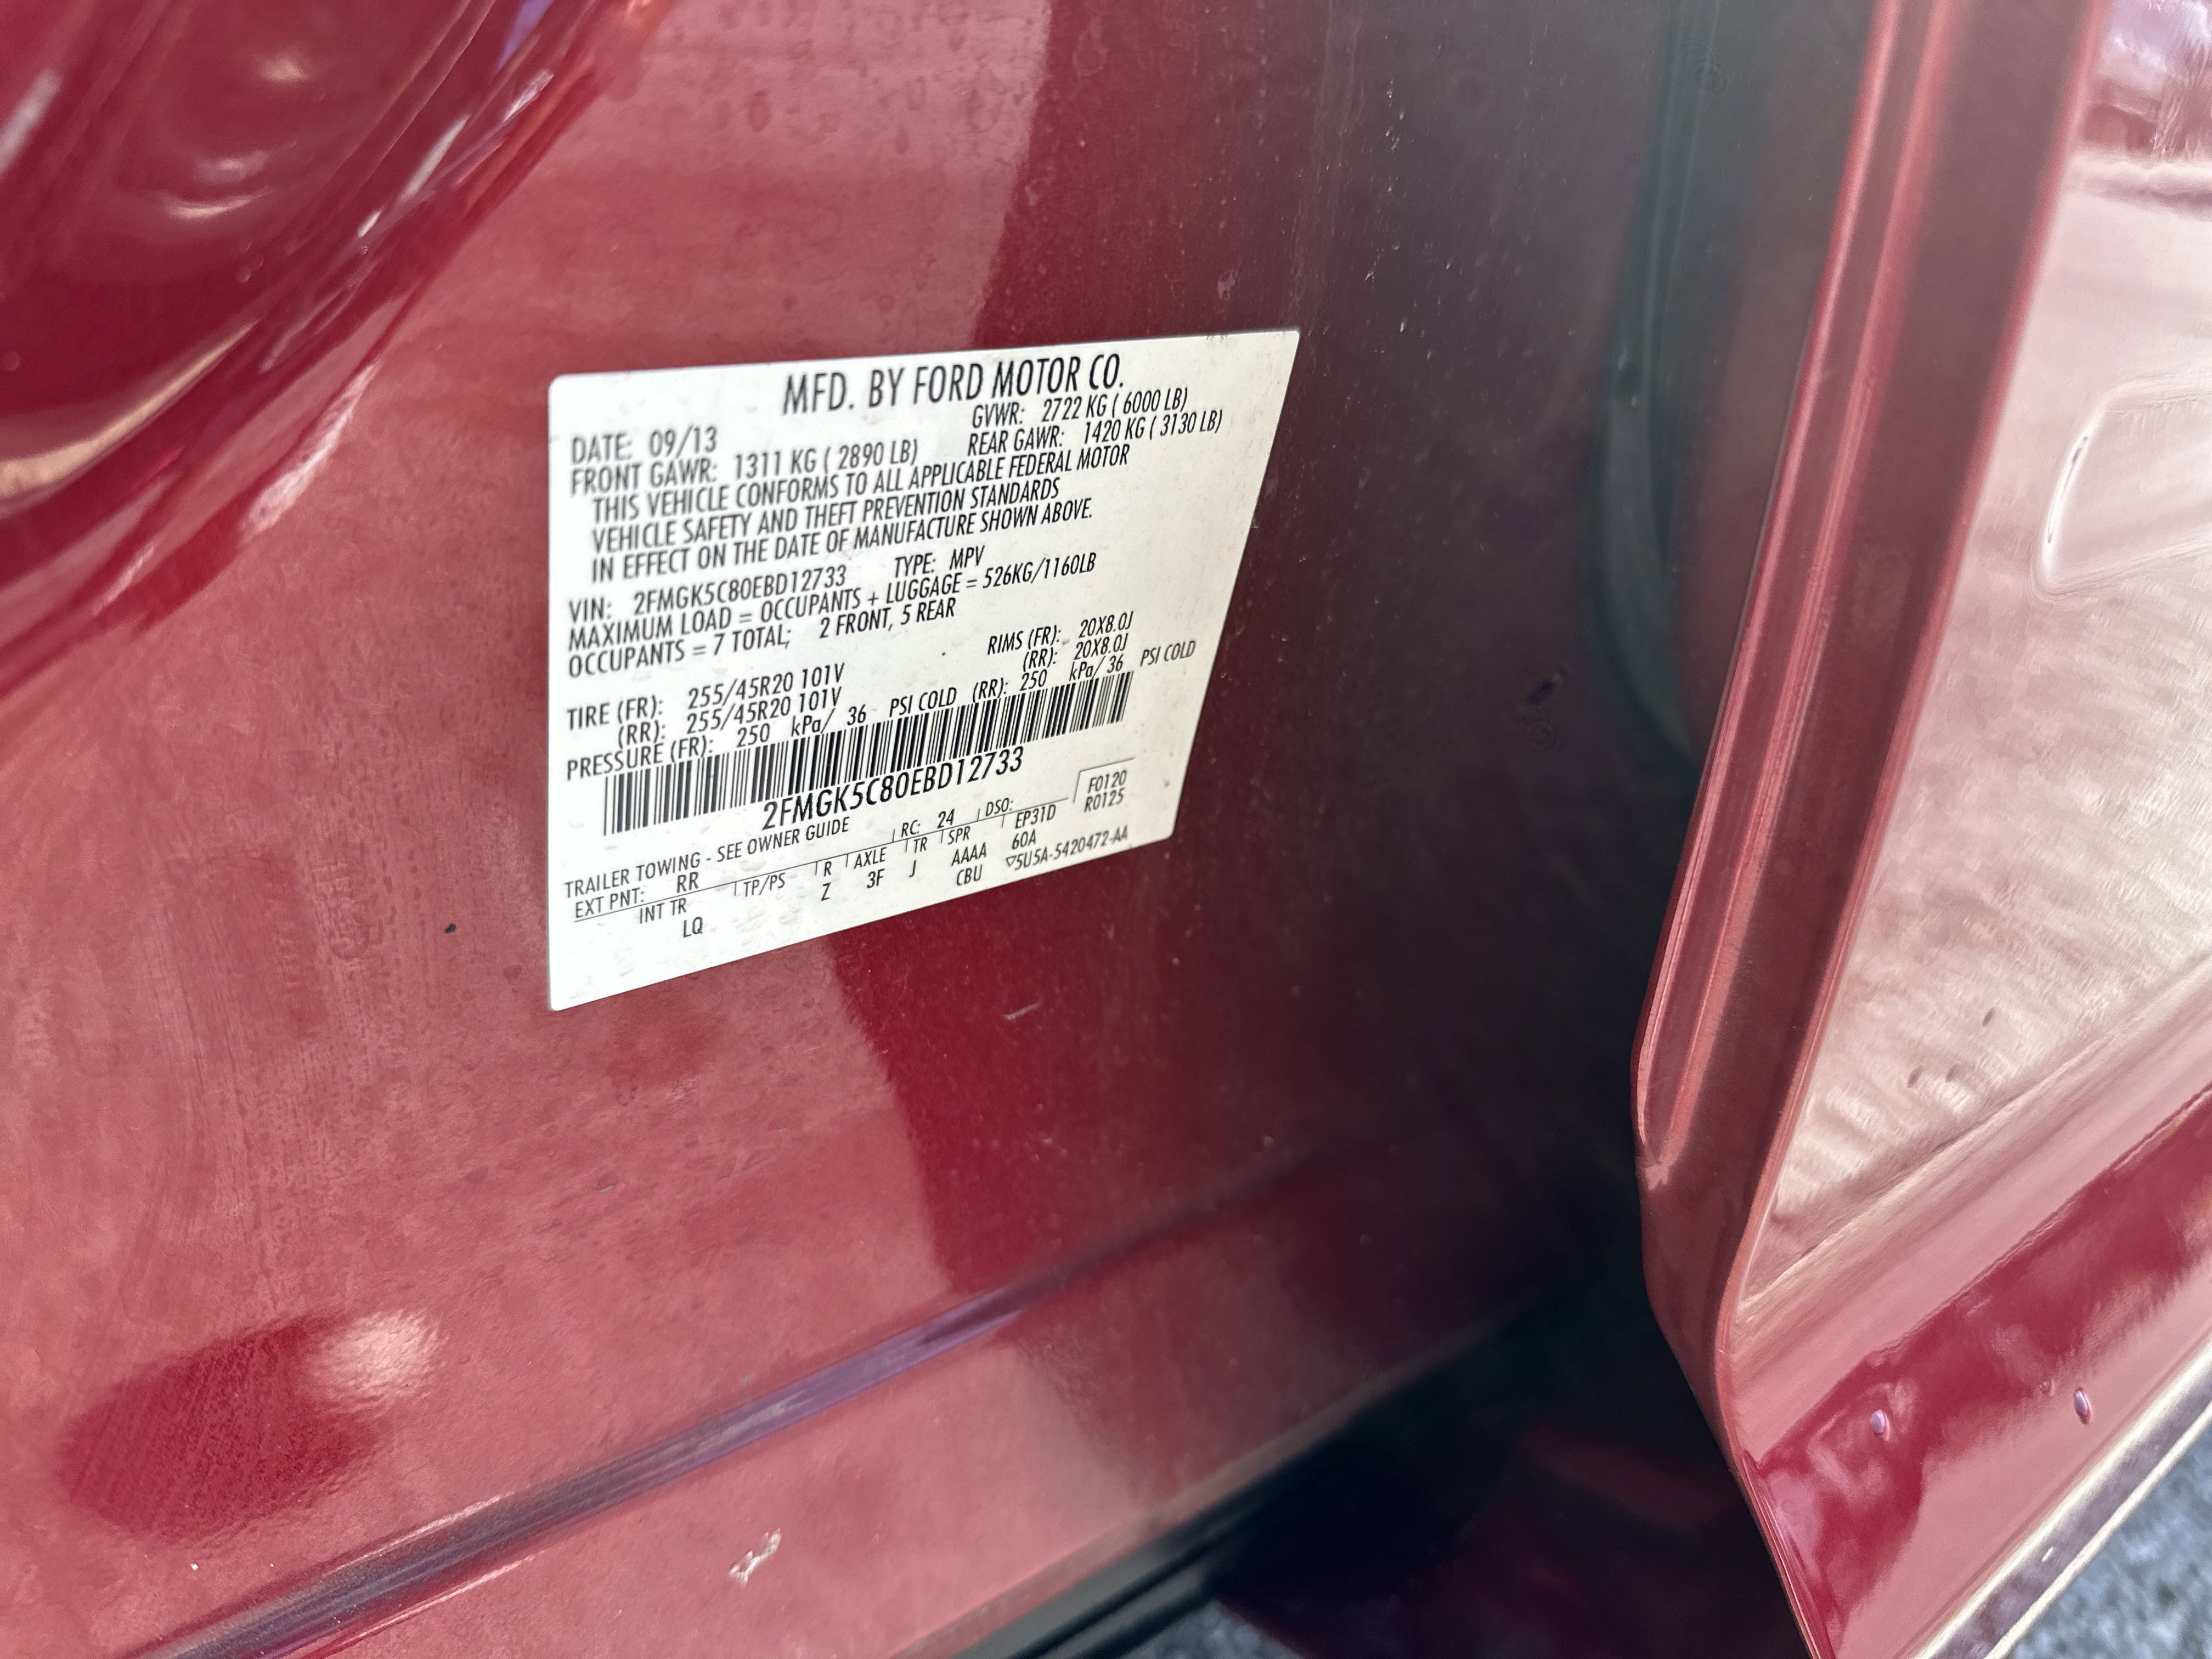 MFD. BY FORD MOTOR CO.
DATE: 09/13 GVWR: 2722 KG ( 6000 LB)
FRONT GAWR: 1311 KG ( 2890 LB) REAR GAWR: 1420 KG ( 3130 LB)
THIS VEHICLE CONFORMS TO ALL APPLICABLE FEDERAL MOTOR
VEHICLE SAFETY AND THEFT PREVENTION STANDARDS
IN EFFECT ON THE DATE OF MANUFACTURE SHOWN ABOVE.
VIN: 2FMGK5C80EBD12733 TYPE: MPV
MAXIMUM LOAD = OCCUPANTS + LUGGAGE = 526KG/1160LB
OCCUPANTS = 7 TOTAL; 2 FRONT, 5 REAR
TIRE (FR): 255/45R20 101V RIMS (FR): 20X8.0J
(RR): 255/45R20 101V (RR): 20X8.0J
PRESSURE (FR): 250 kPa/ 36 PSI COLD (RR): 250 kPa/ 36 PSI COLD
2FMGK5C80EBD12733
TRAILER TOWING - SEE OWNER GUIDE
F0120
EXT PNT: RR RC: 24 DSO: R0125
INT TR TP/PS R AXLE TR SPR EP31D
LQ Z 3F J AAAA 60A
CBU ▽5U5A-5420472-AA